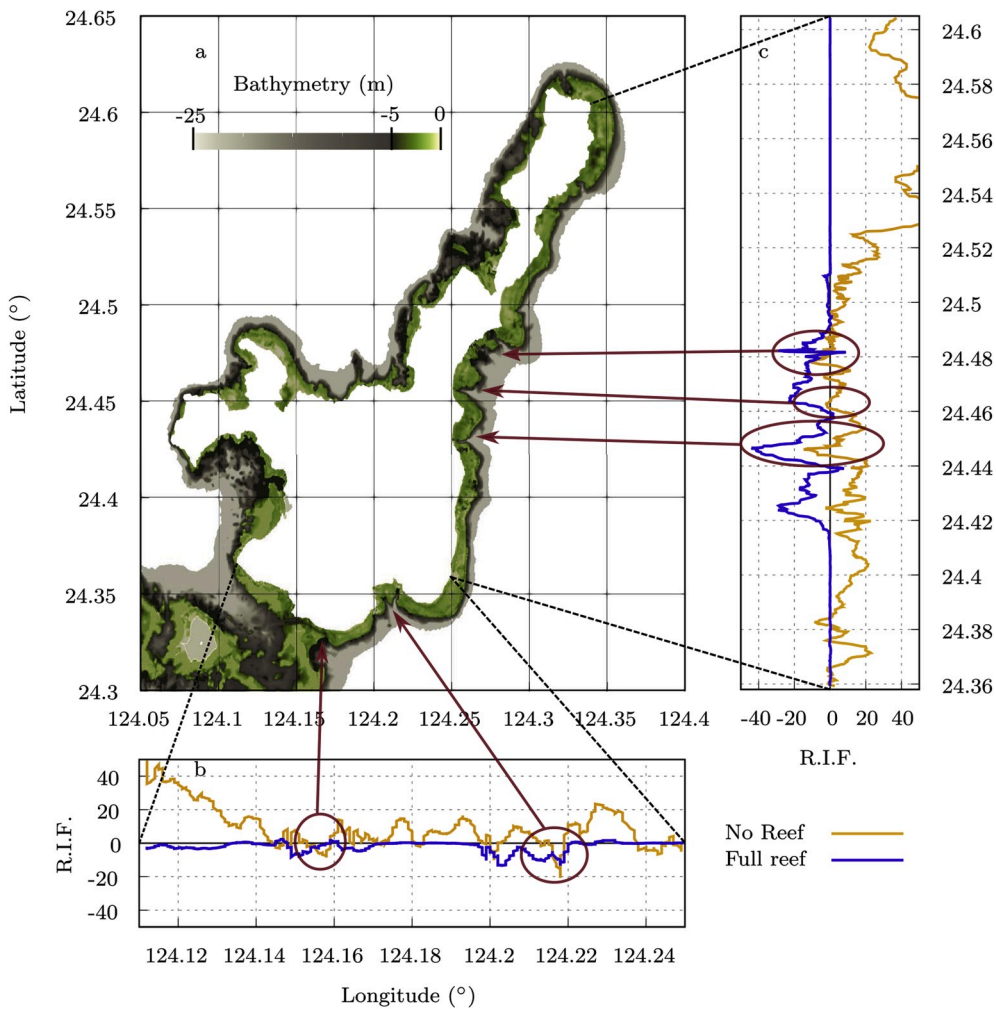 24.65
24.6
24.55
24.5
24.45
24.4
24.35
24.3
Latitude (°)
a
Bathymetry (m)
-25 -5 0
124.05 124.1 124.15 124.2 124.25 124.3 124.35 124.4
c
24.6
24.58
24.56
24.54
24.52
24.5
24.48
24.46
24.44
24.42
24.4
24.38
24.36
-40 -20 0 20 40
R.I.F.
b
40
20
0
-20
-40
R.I.F.
124.12 124.14 124.16 124.18 124.2 124.22 124.24
Longitude (°)
No Reef
Full reef